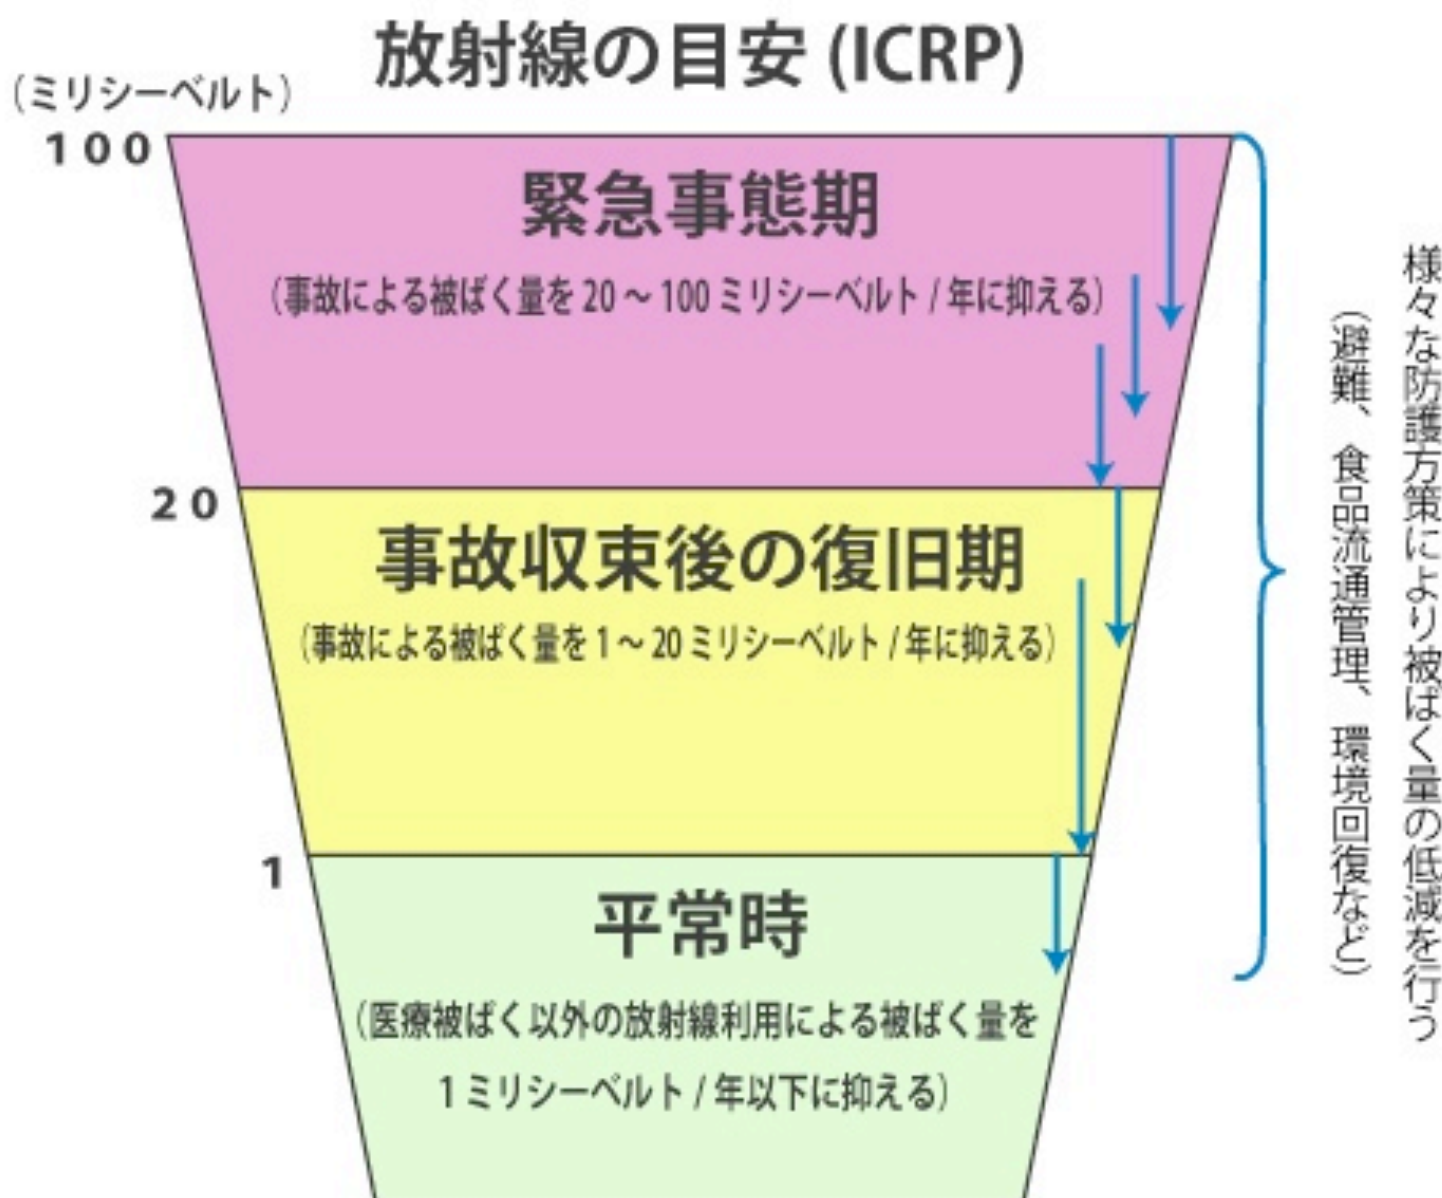 放射線の目安 (ICRP)
（ミリシーベルト）
100
緊急事態期
（事故による被ばく量を 20 ～ 100 ミリシーベルト / 年に抑える）
20
事故収束後の復旧期
（事故による被ばく量を 1 ～ 20 ミリシーベルト / 年に抑える）
1
平常時
（医療被ばく以外の放射線利用による被ばく量を
1 ミリシーベルト / 年以下に抑える）
様々な防護方策により被ばく量の低減を行う
（避難、食品流通管理、環境回復など）